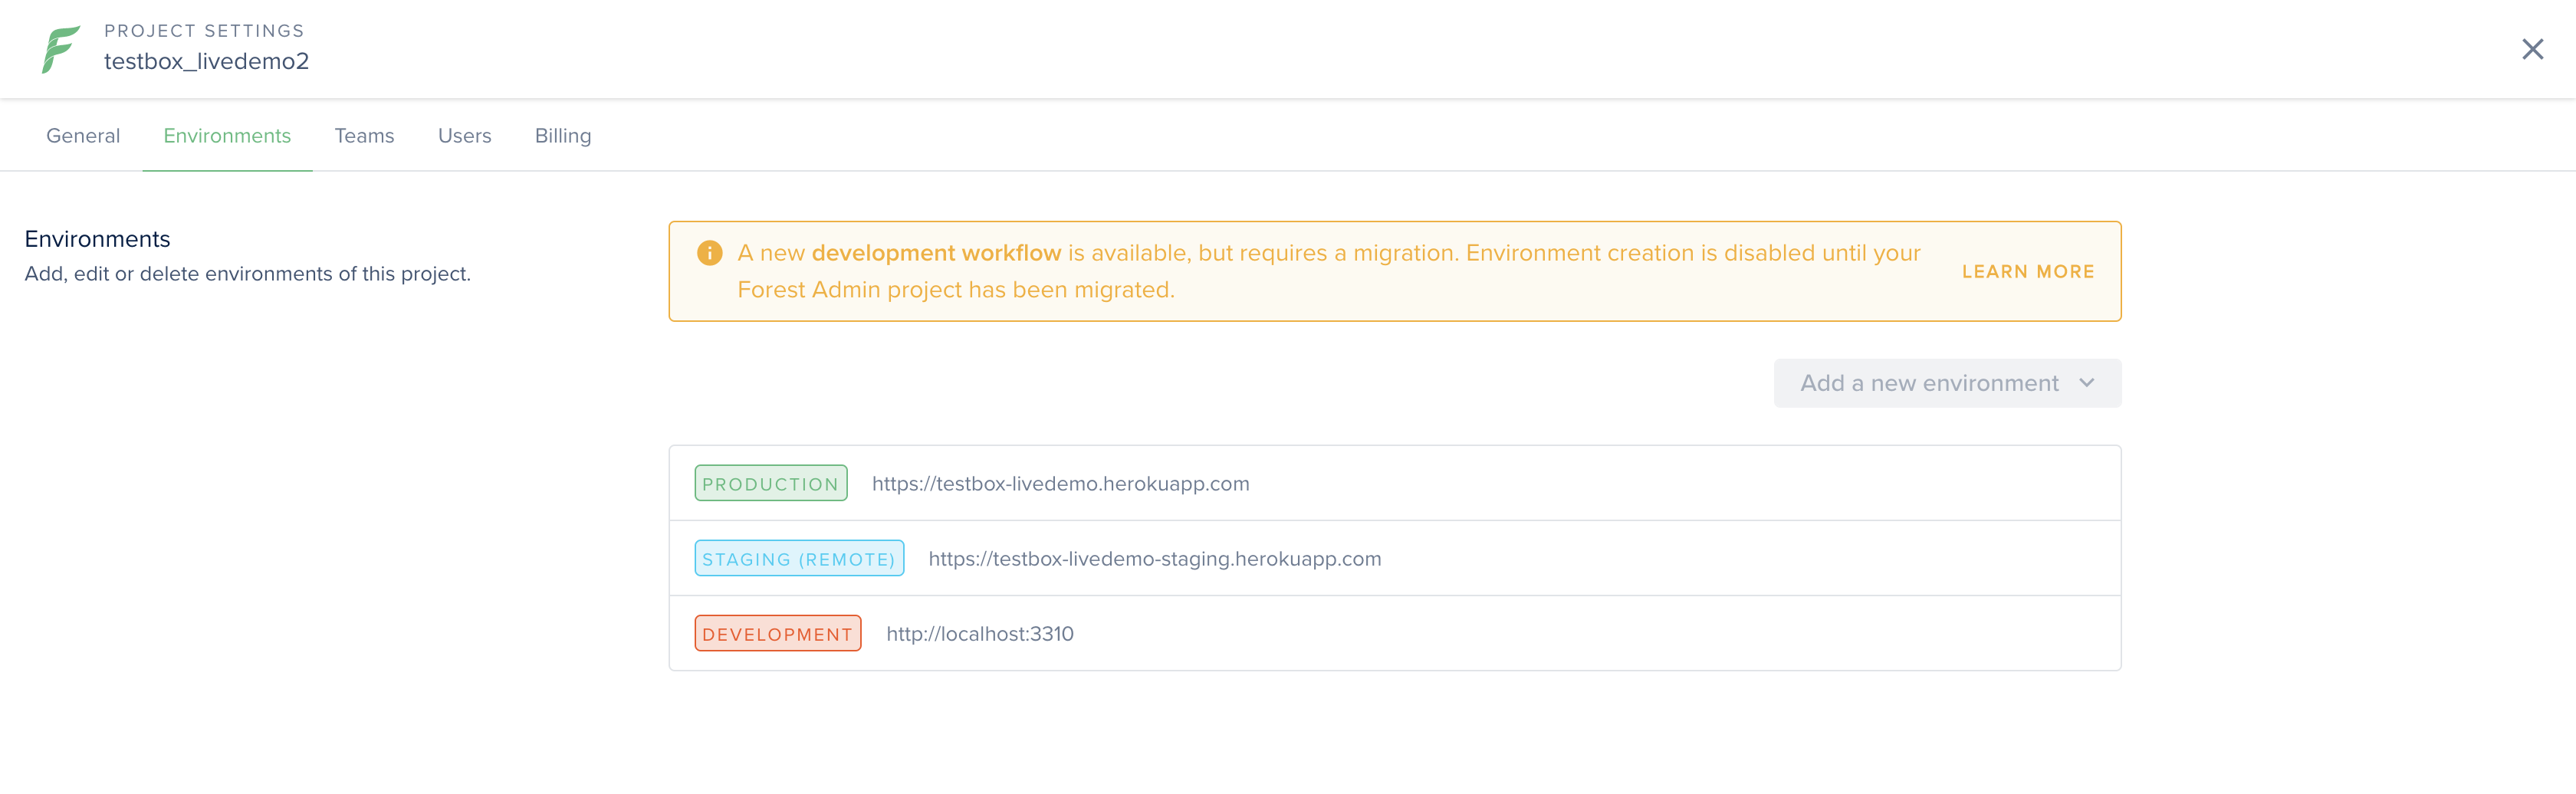 PROJECT SETTINGS
testbox_livedemo2
General Environments Teams Users Billing
Environments
Add, edit or delete environments of this project.
A new development workflow is available, but requires a migration. Environment creation is disabled until your
Forest Admin project has been migrated.
LEARN MORE
Add a new environment
PRODUCTION https://testbox-livedemo.herokuapp.com
STAGING (REMOTE) https://testbox-livedemo-staging.herokuapp.com
DEVELOPMENT http://localhost:3310